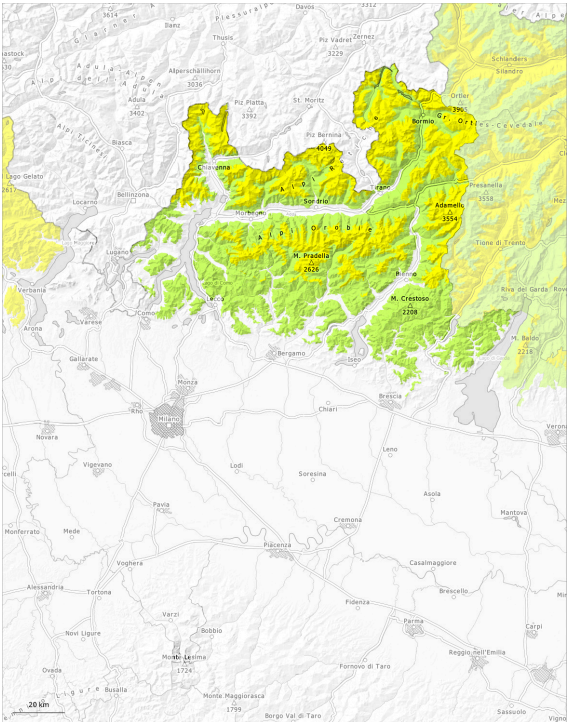 3614
Davos
3312
Ilanz
Plessuralp
Glarner A
Thusis
Piz Vadret
Zernez
3229
Alperschällihorn
3036
Schlanders
Silandro
Adula
3402
Piz Platta
3392
St. Moritz
Ortler
Alpi Ticinesi
Biasca
Piz Bernina
4049
Bormio
Lago Gelato
Chiavenna
Locarno
Bellinzona
Sondrio
Morbegno
Presanella
3558
Adamello
3554
Alpi Orobie
Lugano
M. Pradella
2626
Tione di Trento
Verbania
Lecco
M. Crestoso
2208
Riva del Garda
Arona
Varese
Como
M. Baldo
2218
Gallarate
Bergamo
Iseo
Monza
Brescia
Rho
Chiari
Milano
Novara
Verona
Leno
Vigevano
Lodi
Soresina
Asola
Pavia
Mantova
Cremona
Monferrato
Mede
Piacenza
Voghera
Casalmaggiore
Alessandria
Tortona
Brescello
Fidenza
Varzi
Parma
Carpi
Novi Ligure
Bobbio
Reggio nell'Emilia
Monte Lesima
1724
Fornovo di Taro
Ovada
Busalla
Monte Maggiorasca
1799
20 km
Borgo Val di Taro
Sassuolo